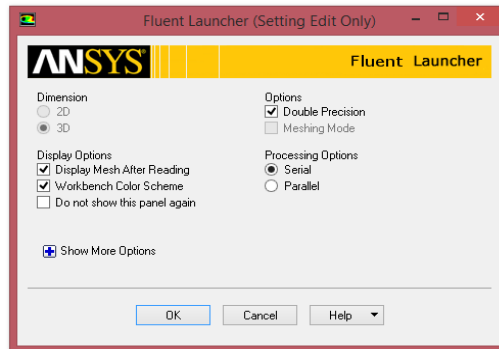 Fluent Launcher (Setting Edit Only)
ANSYS
Fluent Launcher
Dimension
2D
3D
Options
Double Precision
Meshing Mode
Display Options
Display Mesh After Reading
Workbench Color Scheme
Do not show this panel again
Processing Options
Serial
Parallel
Show More Options
OK Cancel Help